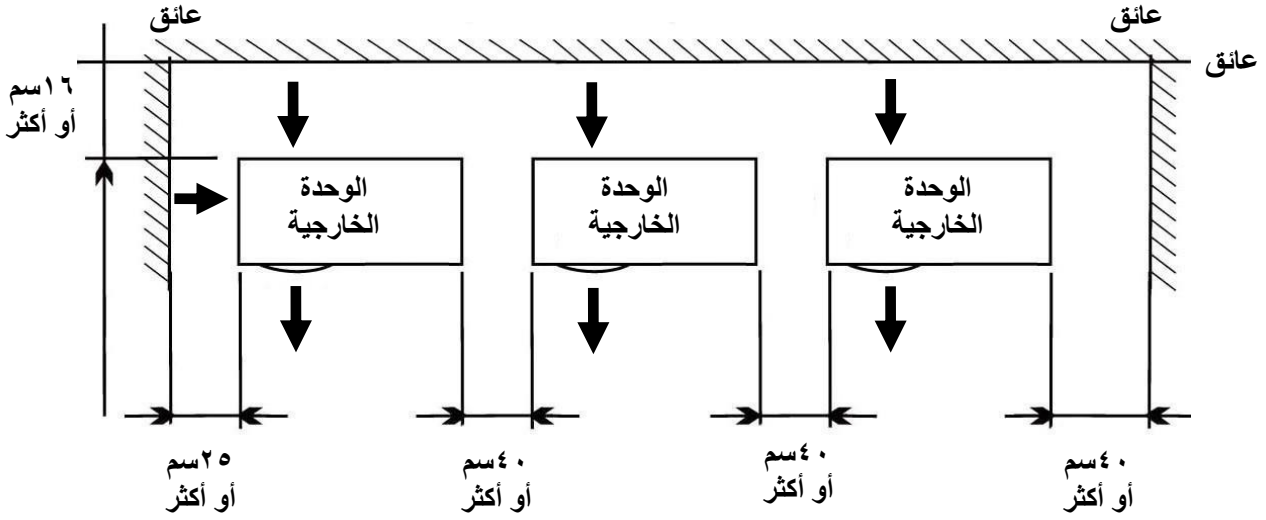 عائق
عائق
عائق
١٦سم
أو أكثر
الوحدة
الخارجية
الوحدة
الخارجية
الوحدة
الخارجية
٢٥سم
أو أكثر
٤٠سم
أو أكثر
٤٠سم
أو أكثر
٤٠سم
أو أكثر